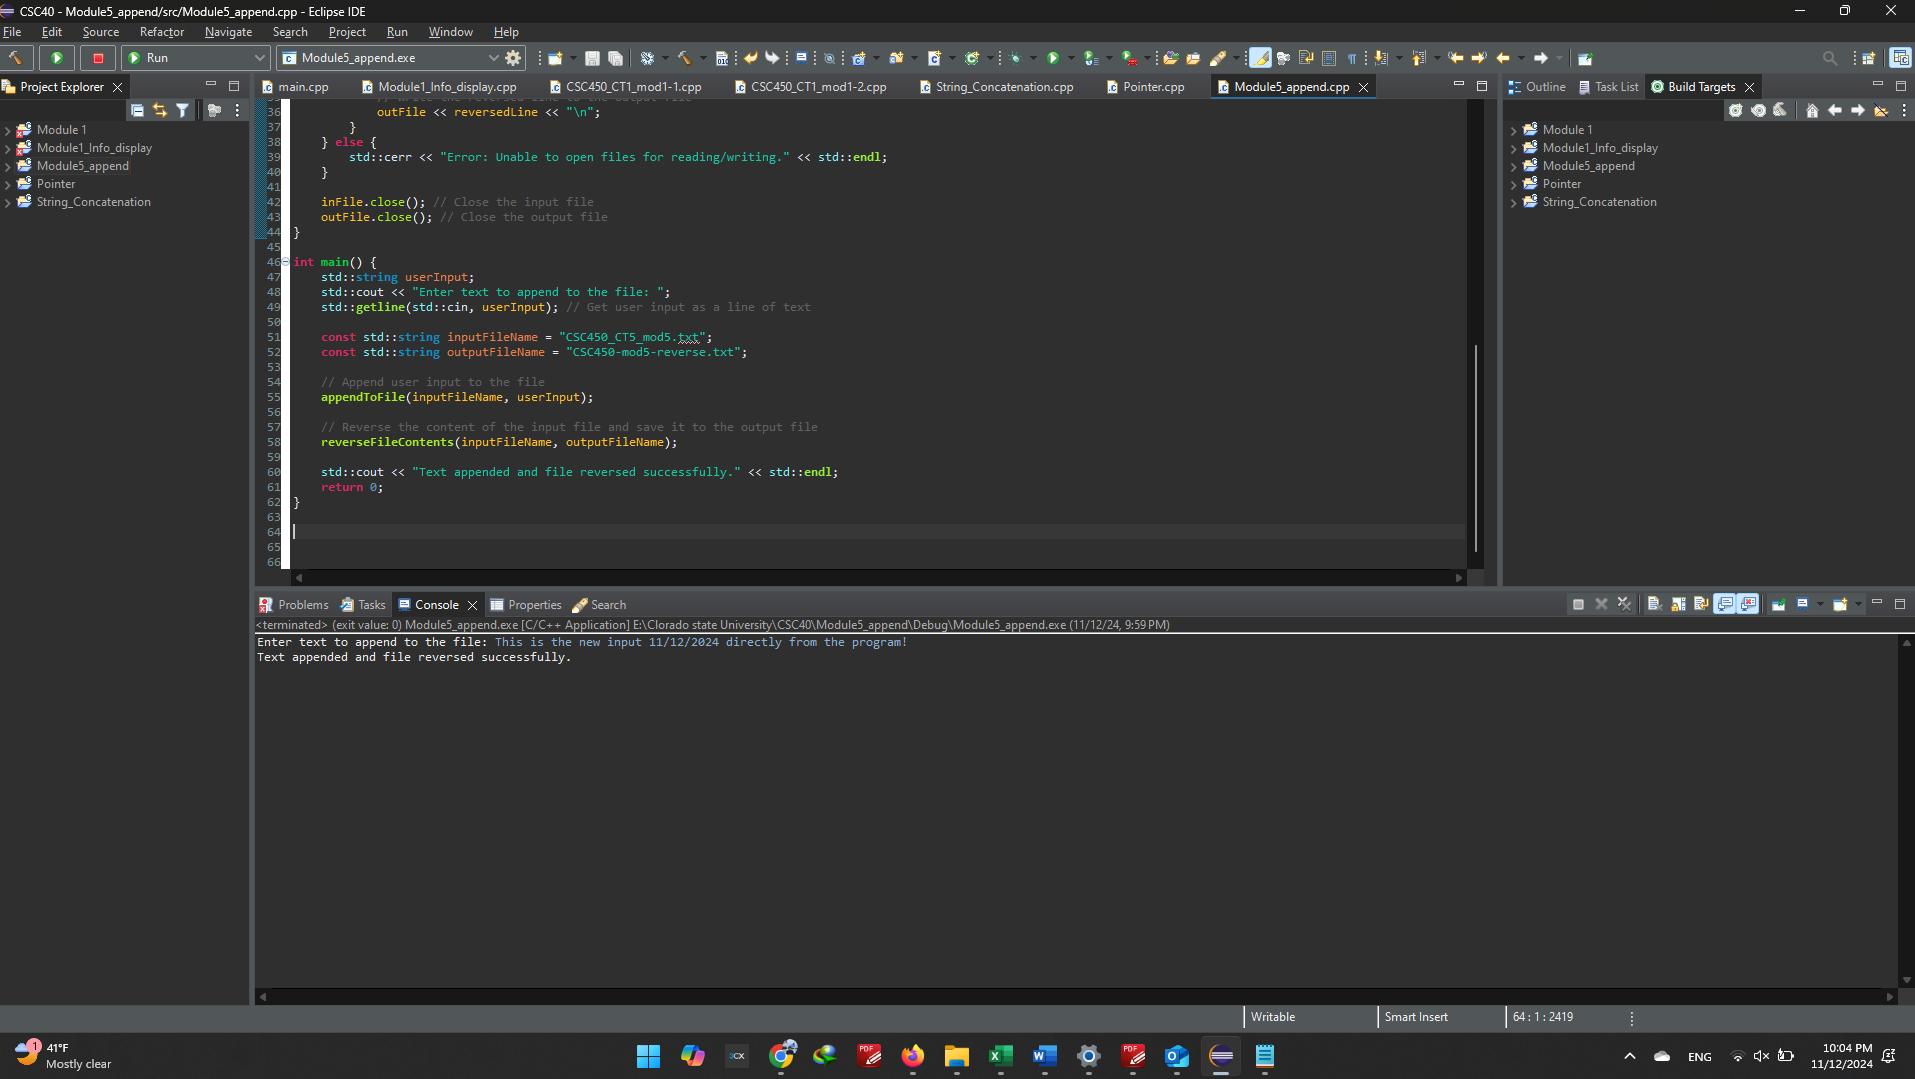 CSC40 - Module5_append/src/Module5_append.cpp - Eclipse IDE
File Edit Source Refactor Navigate Search Project Run Window Help
Run
Module5_append.exe
Project Explorer
main.cpp
Module1_Info_display.cpp
CSC450_CT1_mod1-1.cpp
CSC450_CT1_mod1-2.cpp
String_Concatenation.cpp
Pointer.cpp
Module5_append.cpp
Outline
Task List
Build Targets
Module 1
Module1_Info_display
Module5_append
Pointer
String_Concatenation
35 // Write the reversed line to the output file
36 outFile << reversedLine << "\n";
37 }
38 } else {
39 std::cerr << "Error: Unable to open files for reading/writing." << std::endl;
40 }
41
42 inFile.close(); // Close the input file
43 outFile.close(); // Close the output file
44 }
45
46 int main() {
47 std::string userInput;
48 std::cout << "Enter text to append to the file: ";
49 std::getline(std::cin, userInput); // Get user input as a line of text
50
51 const std::string inputFileName = "CSC450_CT5_mod5.txt";
52 const std::string outputFileName = "CSC450-mod5-reverse.txt";
53
54 // Append user input to the file
55 appendToFile(inputFileName, userInput);
56
57 // Reverse the content of the input file and save it to the output file
58 reverseFileContents(inputFileName, outputFileName);
59
60 std::cout << "Text appended and file reversed successfully." << std::endl;
61 return 0;
62 }
63
64
65
66
Module 1
Module1_Info_display
Module5_append
Pointer
String_Concatenation
Problems Tasks Console Properties Search
<terminated> (exit value: 0) Module5_append.exe [C/C++ Application] E:\Clorado state University\CSC40\Module5_append\Debug\Module5_append.exe (11/12/24, 9:59 PM)
Enter text to append to the file: This is the new input 11/12/2024 directly from the program!
Text appended and file reversed successfully.
Writable
Smart Insert
64 : 1 : 2419
1
41°F
Mostly clear
3CX
PDF
PDF
ENG
10:04 PM
11/12/2024